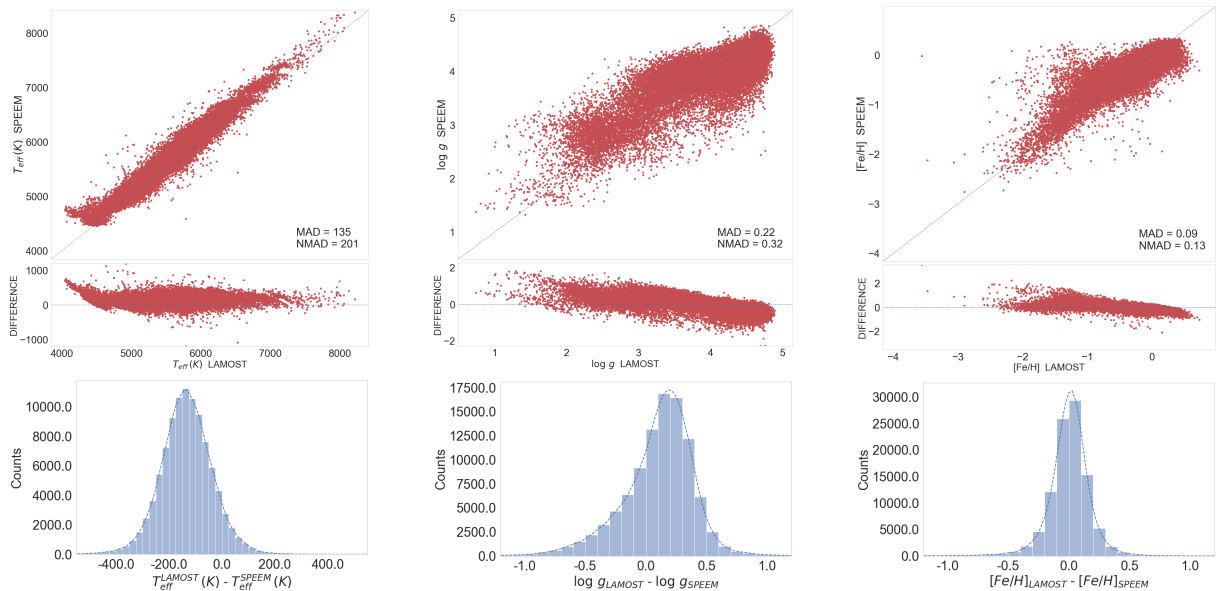 8000
7000
6000
5000
4000
T_eff (K) SPEEM
MAD = 135
NMAD = 201
1000
0
−1000
DIFFERENCE
4000 5000 6000 7000 8000
T_eff (K) LAMOST
10000.0
8000.0
6000.0
4000.0
2000.0
0.0
Counts
-400.0 -200.0 0.0 200.0 400.0
T_eff^LAMOST (K) - T_eff^SPEEM (K)
5
4
3
2
1
log g SPEEM
MAD = 0.22
NMAD = 0.32
2
0
−2
DIFFERENCE
1 2 3 4 5
log g LAMOST
17500.0
15000.0
12500.0
10000.0
7500.0
5000.0
2500.0
0.0
Counts
-1.0 -0.5 0.0 0.5 1.0
log g_LAMOST - log g_SPEEM
0
−1
−2
−3
−4
[Fe/H] SPEEM
MAD = 0.09
NMAD = 0.13
2
0
−2
DIFFERENCE
−4 −3 −2 −1 0
[Fe/H] LAMOST
30000.0
25000.0
20000.0
15000.0
10000.0
5000.0
0.0
Counts
-1.0 -0.5 0.0 0.5 1.0
[Fe/H]_LAMOST - [Fe/H]_SPEEM